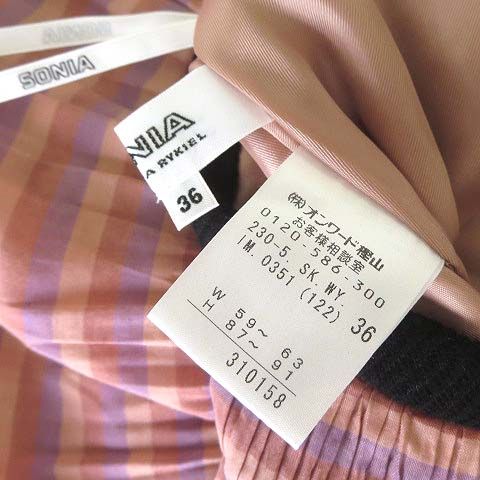 SONIA
SONIA
NIA
A RYKIEL
36
(株)オンワード樫山
お客様相談室
0120-586-300
230-5. SK. WY.
IM. 0351 (122) 36
W 59〜 63
H 87〜 91
310158